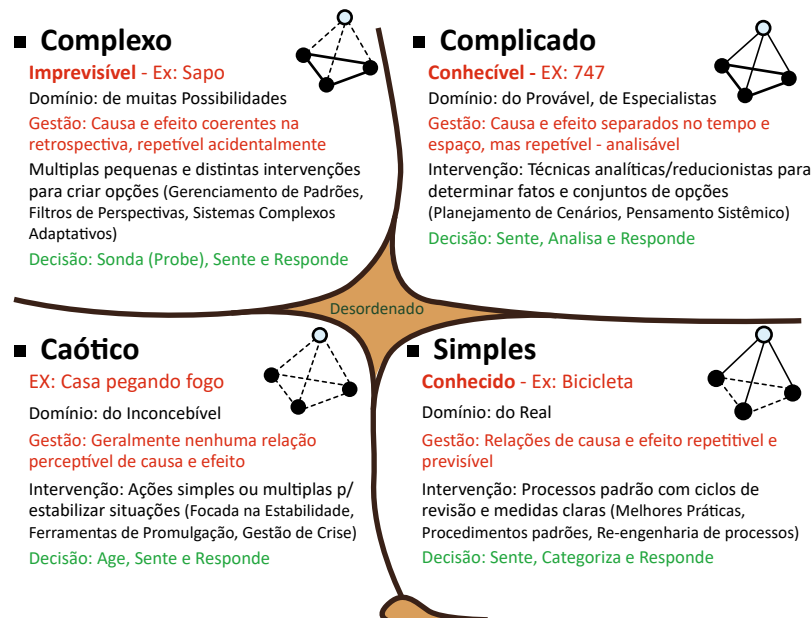 ■ Complexo
Imprevisível - Ex: Sapo
Domínio: de muitas Possibilidades
Gestão: Causa e efeito coerentes na
retrospectiva, repetível acidentalmente
Multiplas pequenas e distintas intervenções
para criar opções (Gerenciamento de Padrões,
Filtros de Perspectivas, Sistemas Complexos
Adaptativos)
Decisão: Sonda (Probe), Sente e Responde
■ Complicado
Conhecível - EX: 747
Domínio: do Provável, de Especialistas
Gestão: Causa e efeito separados no tempo e
espaço, mas repetível - analisável
Intervenção: Técnicas analíticas/reducionistas para
determinar fatos e conjuntos de opções
(Planejamento de Cenários, Pensamento Sistêmico)
Decisão: Sente, Analisa e Responde
Desordenado
■ Caótico
EX: Casa pegando fogo
Domínio: do Inconcebível
Gestão: Geralmente nenhuma relação
perceptível de causa e efeito
Intervenção: Ações simples ou multiplas p/
estabilizar situações (Focada na Estabilidade,
Ferramentas de Promulgação, Gestão de Crise)
Decisão: Age, Sente e Responde
■ Simples
Conhecido - Ex: Bicicleta
Domínio: do Real
Gestão: Relações de causa e efeito repetitivel e
previsível
Intervenção: Processos padrão com ciclos de
revisão e medidas claras (Melhores Práticas,
Procedimentos padrões, Re-engenharia de processos)
Decisão: Sente, Categoriza e Responde